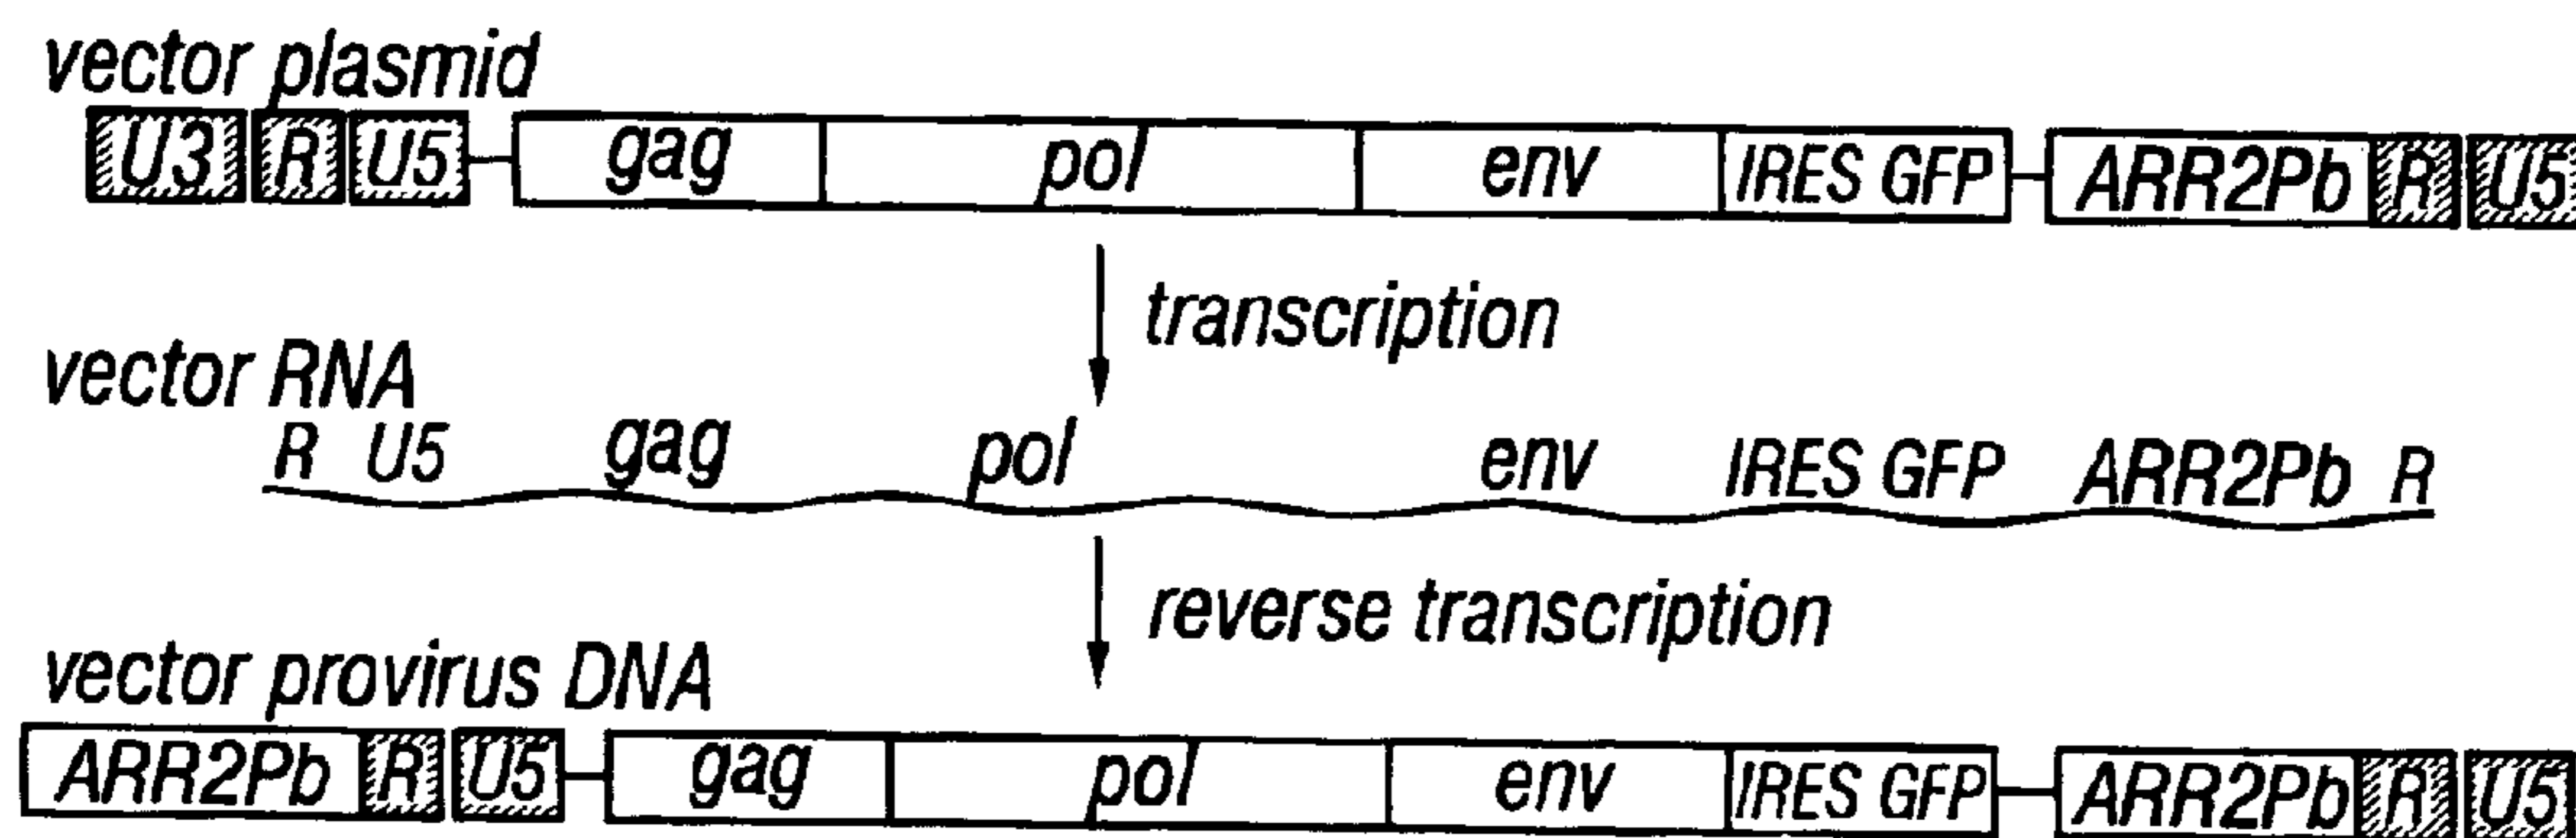 vector plasmid
U3 R U5 gag pol env IRES GFP ARR2Pb R U5
transcription
vector RNA
R U5 gag pol env IRES GFP ARR2Pb R
reverse transcription
vector provirus DNA
ARR2Pb R U5 gag pol env IRES GFP ARR2Pb R U5